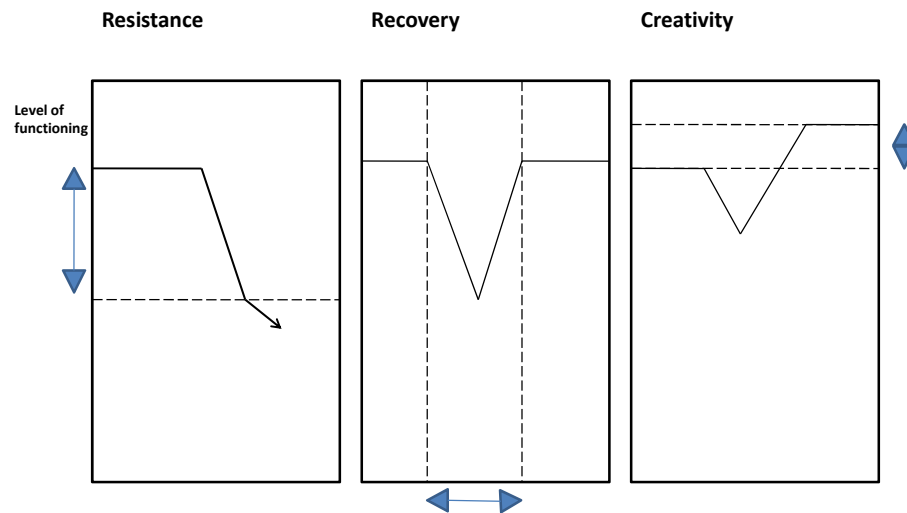 Resistance
Recovery
Creativity
Level of
functioning